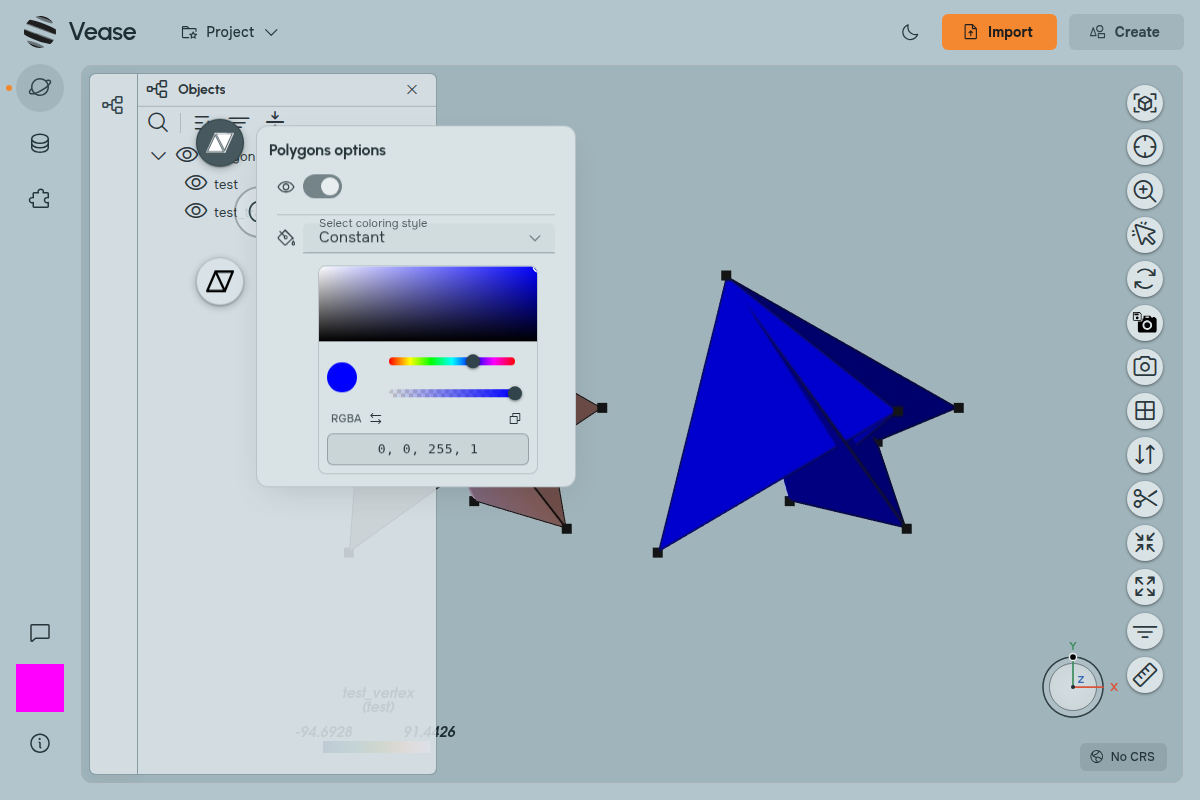 Vease
Project
Import
Create
Objects
Polygons options
test
test_
Select coloring style
Constant
RGBA
0, 0, 255, 1
test_vertex
(test)
-94.6928
91.4426
Y
Z
X
No CRS